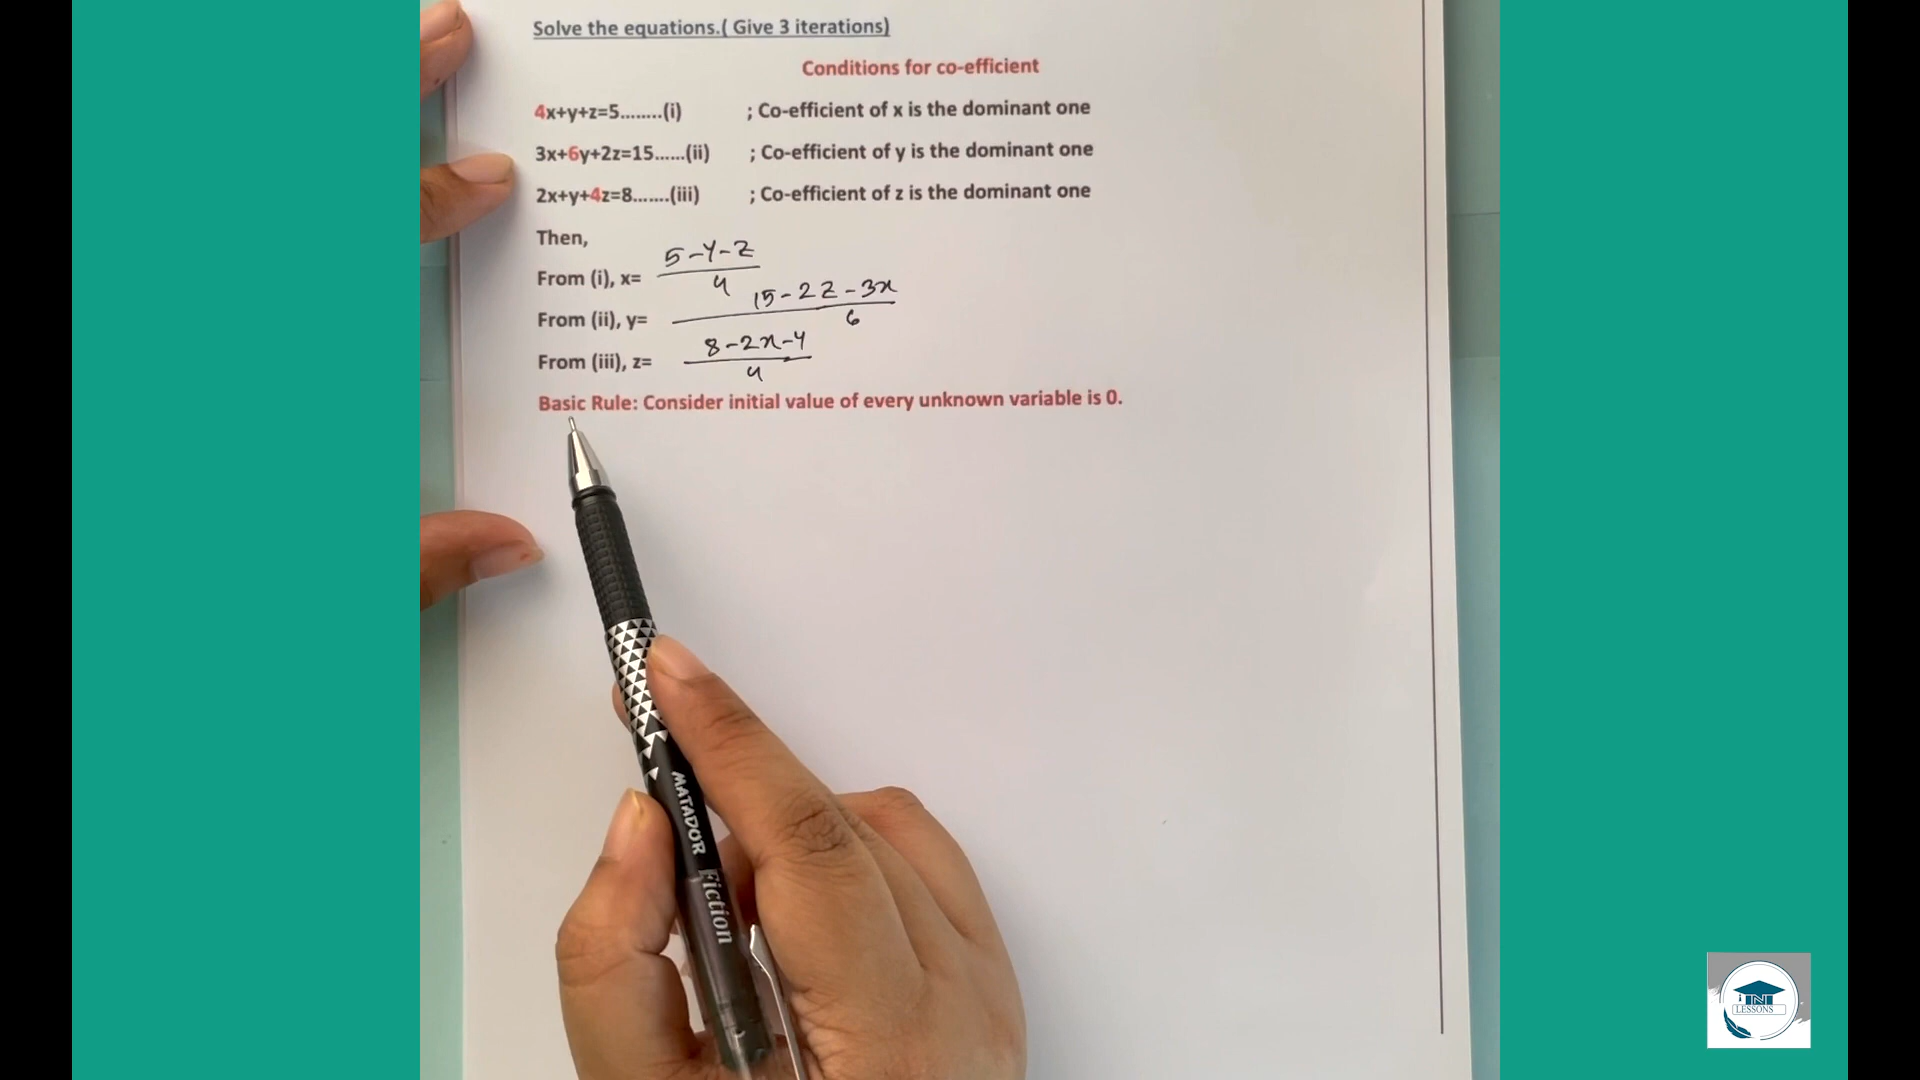 Solve the equations.( Give 3 iterations)
Conditions for co-efficient
4x+y+z=5........(i) ; Co-efficient of x is the dominant one
3x+6y+2z=15......(ii) ; Co-efficient of y is the dominant one
2x+y+4z=8.......(iii) ; Co-efficient of z is the dominant one
Then,
From (i), x= 5-y-z / 4
From (ii), y= 15-2z-3x / 6
From (iii), z= 8-2x-y / 4
Basic Rule: Consider initial value of every unknown variable is 0.
MATADOR Fiction
iNT
LESSONS